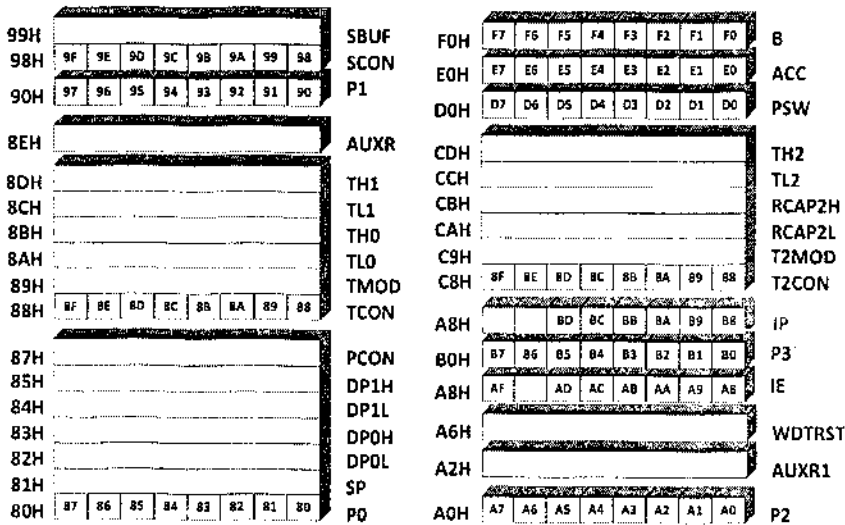 99H SBUF
98H 9F 9E 9D 9C 9B 9A 99 98 SCON
90H 97 96 95 94 93 92 91 90 P1
8EH AUXR
8DH TH1
8CH TL1
8BH TH0
8AH TL0
89H TMOD
88H 8F 8E 8D 8C 8B 8A 89 88 TCON
87H PCON
85H DP1H
84H DP1L
83H DP0H
82H DP0L
81H SP
80H 87 86 85 84 83 82 81 80 P0
F0H F7 F6 F5 F4 F3 F2 F1 F0 B
E0H E7 E6 E5 E4 E3 E2 E1 E0 ACC
D0H D7 D6 D5 D4 D3 D2 D1 D0 PSW
CDH TH2
CCH TL2
CBH RCAP2H
CAH RCAP2L
C9H T2MOD
C8H 8F 8E 8D 8C 8B 8A 89 88 T2CON
A8H BD BC BB BA B9 B8 IP
B0H B7 B6 B5 B4 B3 B2 B1 B0 P3
A8H AF AD AC AB AA A9 A8 IE
A6H WDTRST
A2H AUXR1
A0H A7 A6 A5 A4 A3 A2 A1 A0 P2